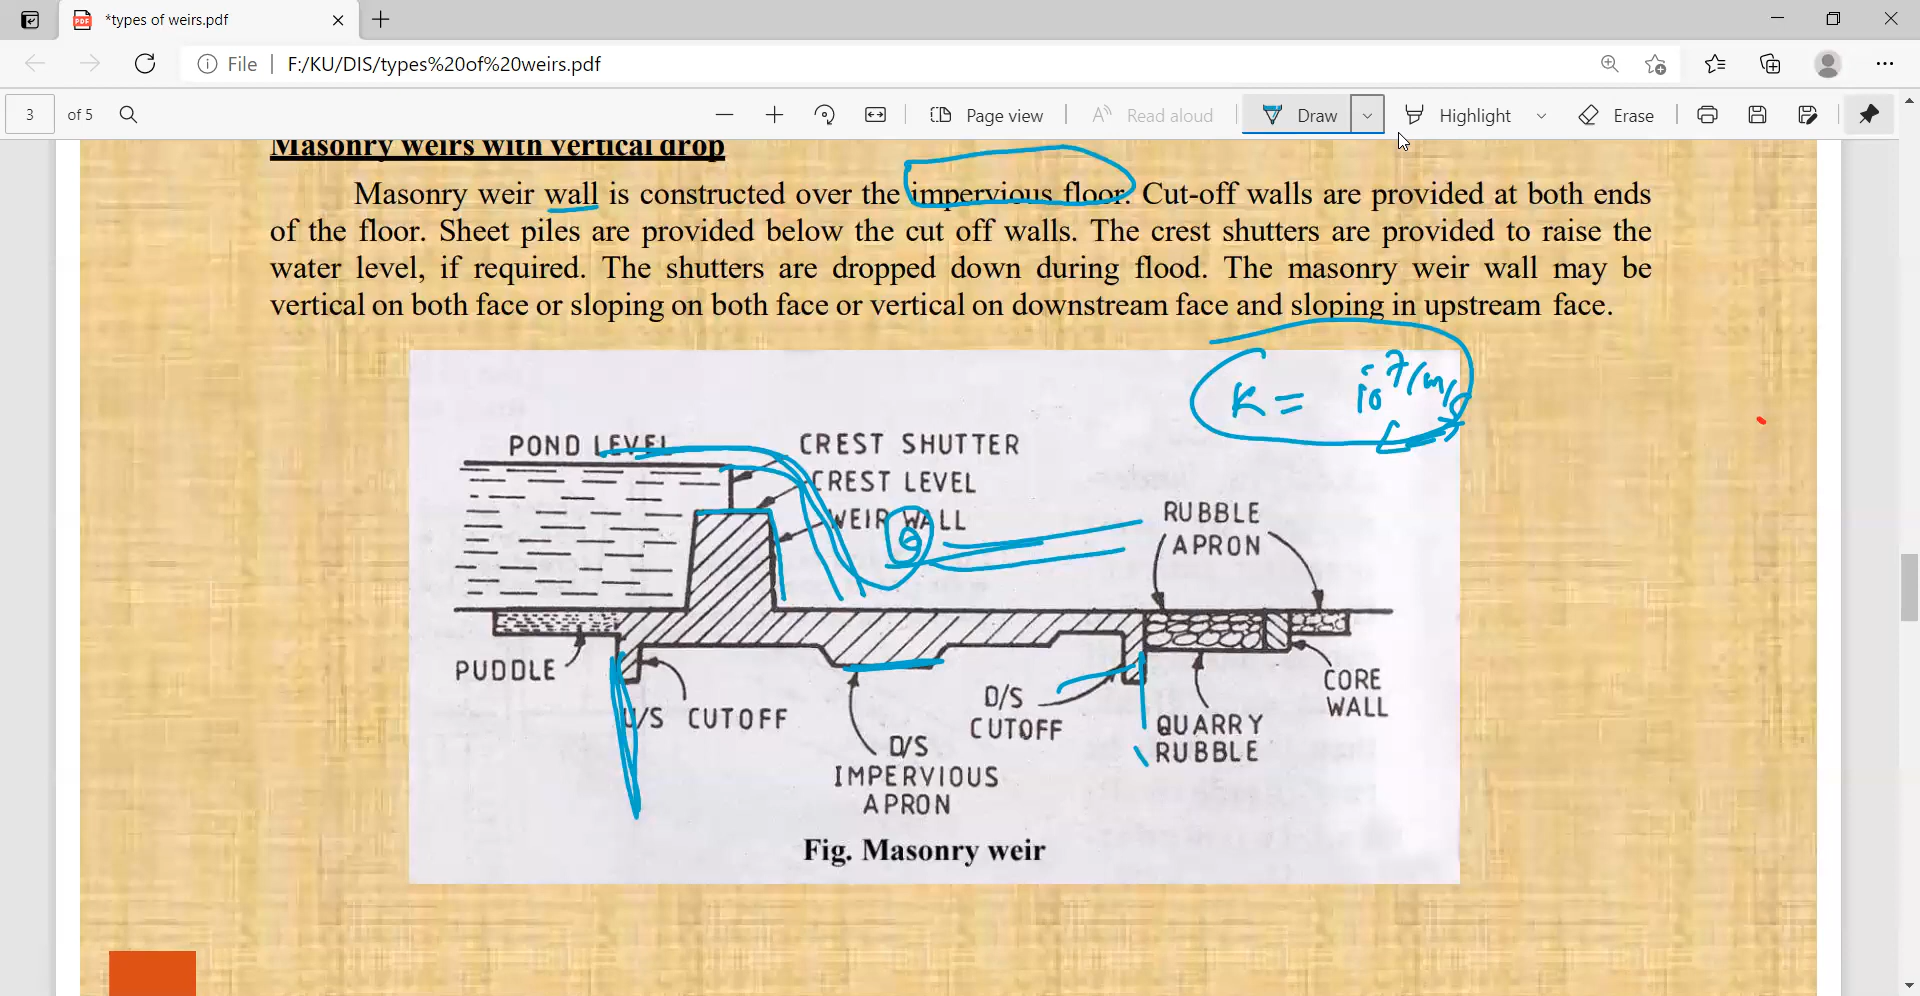 *types of weirs.pdf
File
F:/KU/DIS/types%20of%20weirs.pdf
3 of 5
Page view
Read aloud
Draw
Highlight
Erase
Masonry weirs with vertical drop
Masonry weir wall is constructed over the impervious floor. Cut-off walls are provided at both ends
of the floor. Sheet piles are provided below the cut off walls. The crest shutters are provided to raise the
water level, if required. The shutters are dropped down during flood. The masonry weir wall may be
vertical on both face or sloping on both face or vertical on downstream face and sloping in upstream face.
K =
POND LEVEL
CREST SHUTTER
CREST LEVEL
WEIR WALL
RUBBLE
APRON
PUDDLE
U/S CUTOFF
D/S
IMPERVIOUS
APRON
D/S
CUTOFF
QUARRY
RUBBLE
CORE
WALL
Fig. Masonry weir